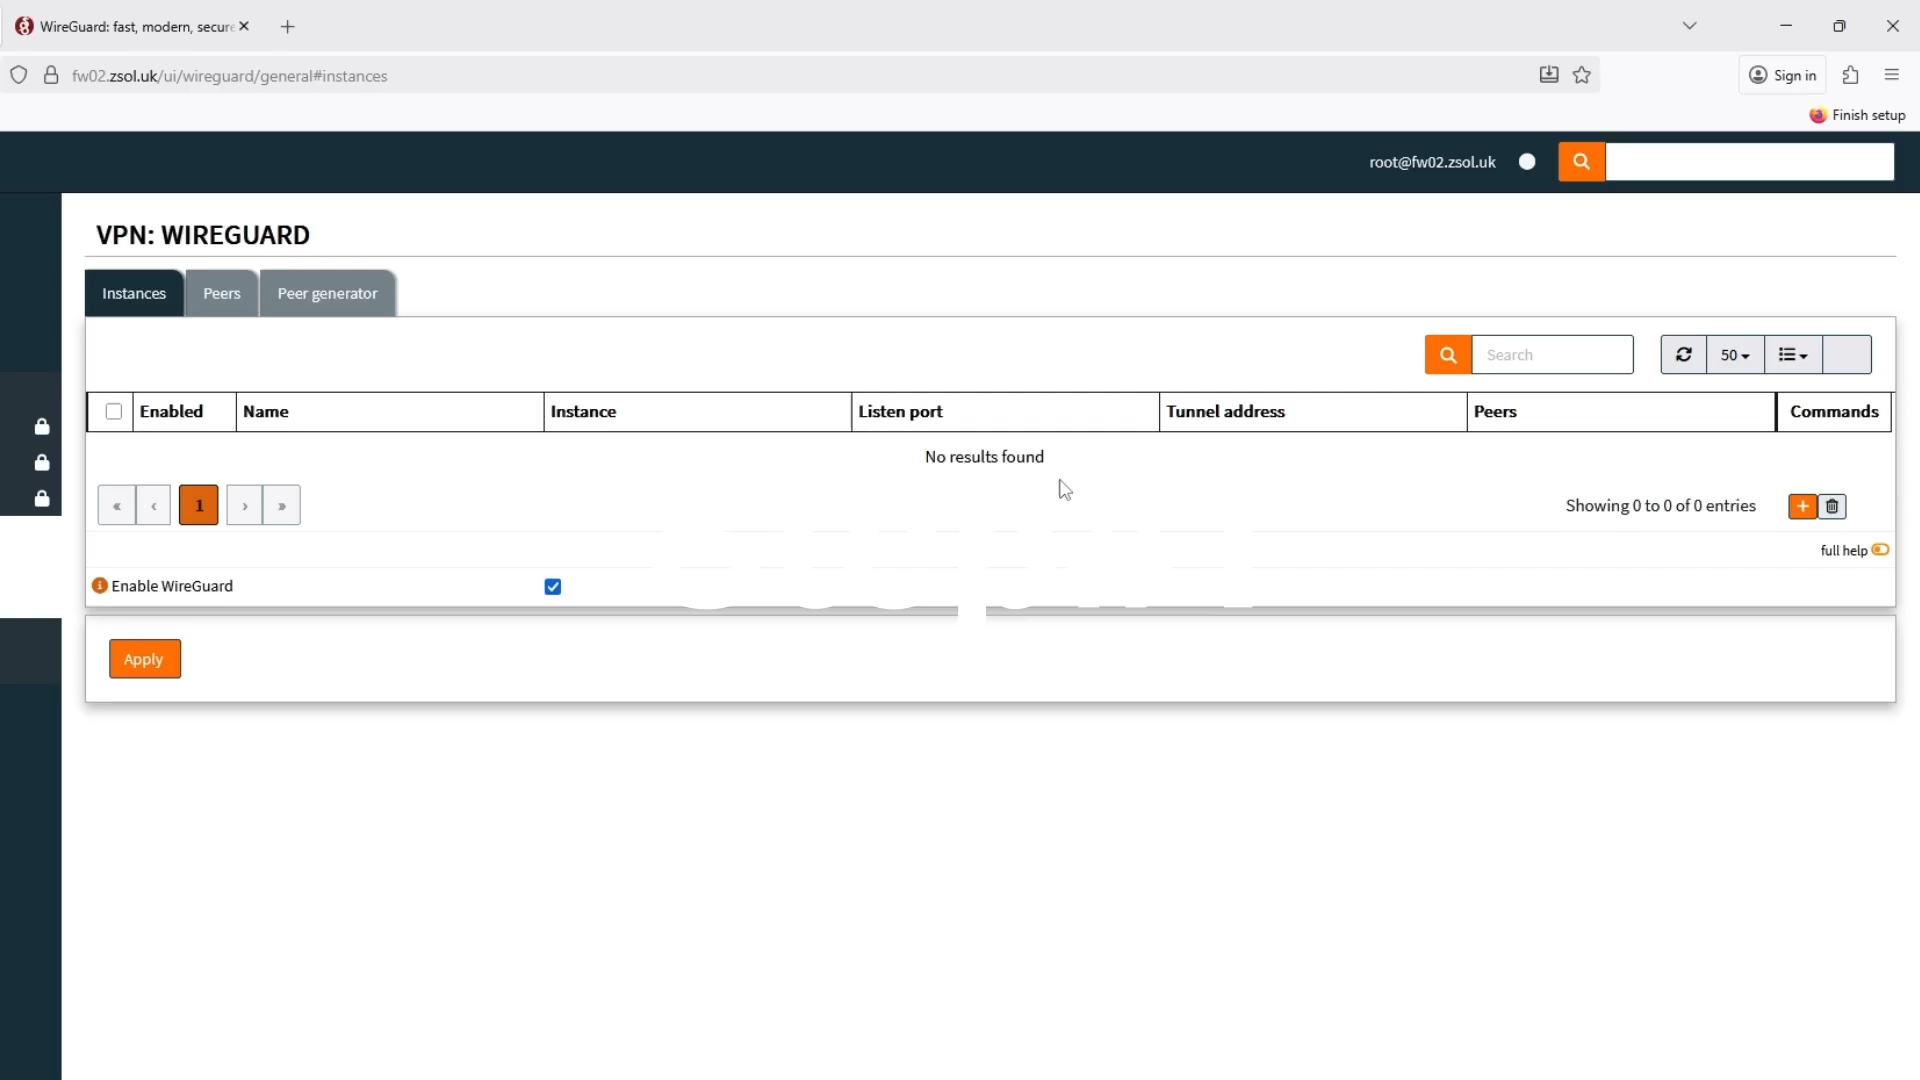 WireGuard: fast, modern, secure
fw02.zsol.uk/ui/wireguard/general#instances
Sign in
Finish setup
root@fw02.zsol.uk
VPN: WIREGUARD
Instances
Peers
Peer generator
Search
50
Enabled
Name
Instance
Listen port
Tunnel address
Peers
Commands
No results found
« ‹ 1 › »
Showing 0 to 0 of 0 entries
full help
Enable WireGuard
Apply